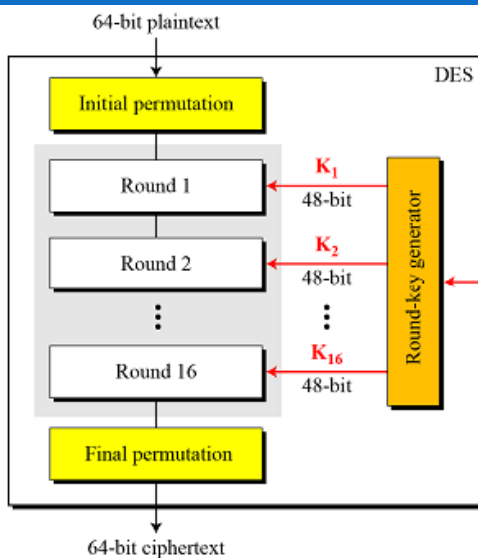 64-bit plaintext
DES
Initial permutation
Round 1
K1
48-bit
Round 2
K2
48-bit
Round 16
K16
48-bit
Round-key generator
Final permutation
64-bit ciphertext